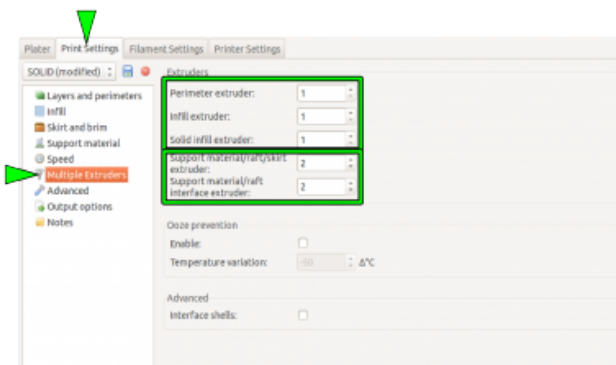 Plater Print Settings Filament Settings Printer Settings
SOLID (modified)
Extruders
Layers and perimeters
Infill
Skirt and brim
Support material
Speed
Multiple Extruders
Advanced
Output options
Notes
Perimeter extruder: 1
Infill extruder: 1
Solid infill extruder: 1
Support material/raft/skirt
extruder: 2
Support material/raft
interface extruder: 2
Ooze prevention
Enable:
Temperature variation: -50 Δ°C
Advanced
Interface shells: